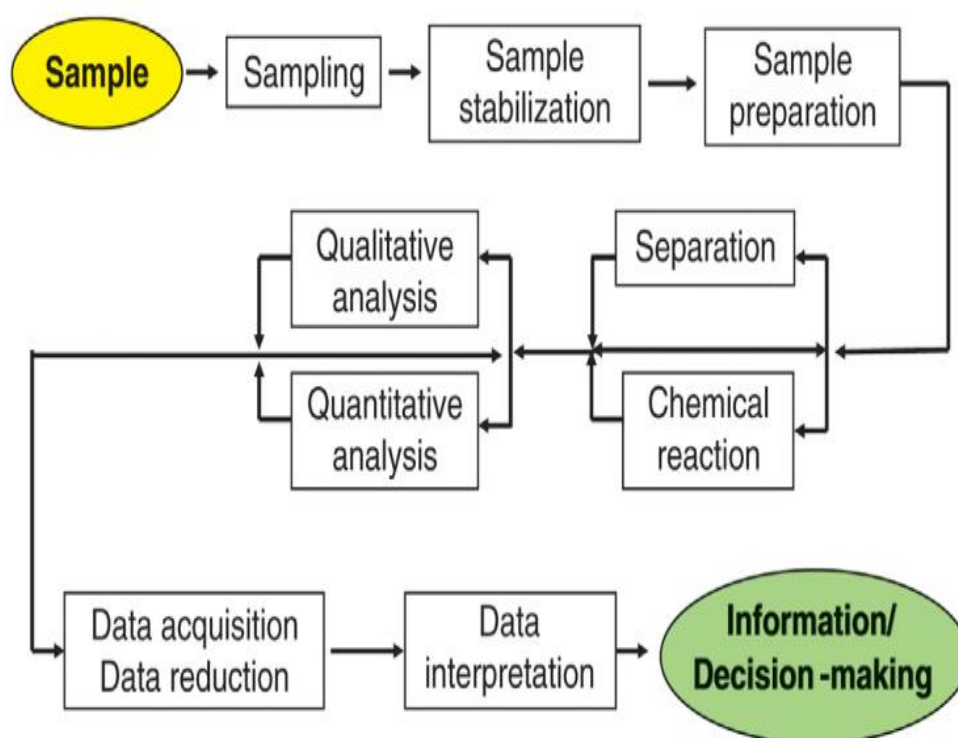 Sample
Sampling
Sample
stabilization
Sample
preparation
Qualitative
analysis
Separation
Quantitative
analysis
Chemical
reaction
Data acquisition
Data reduction
Data
interpretation
Information/
Decision-making